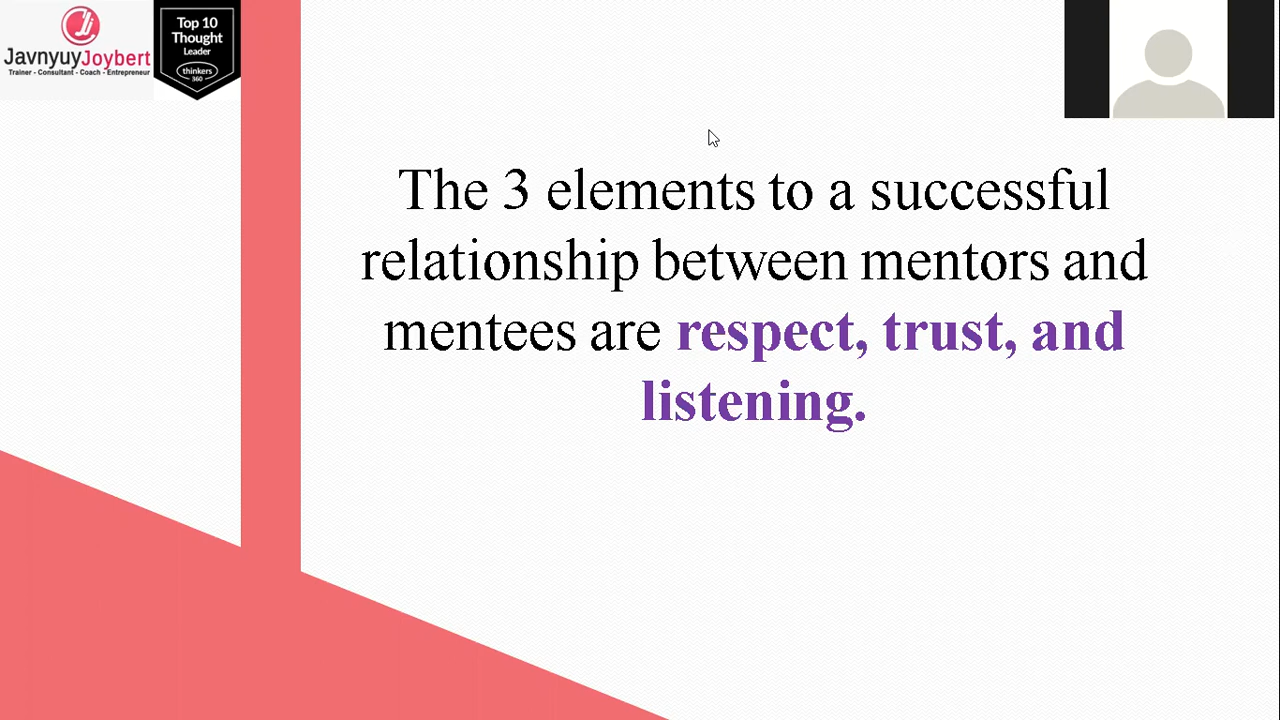 JavnyuyJoybert
Trainer - Consultant - Coach - Entrepreneur
Top 10
Thought
Leader
thinkers
360
The 3 elements to a successful
relationship between mentors and
mentees are respect, trust, and
listening.